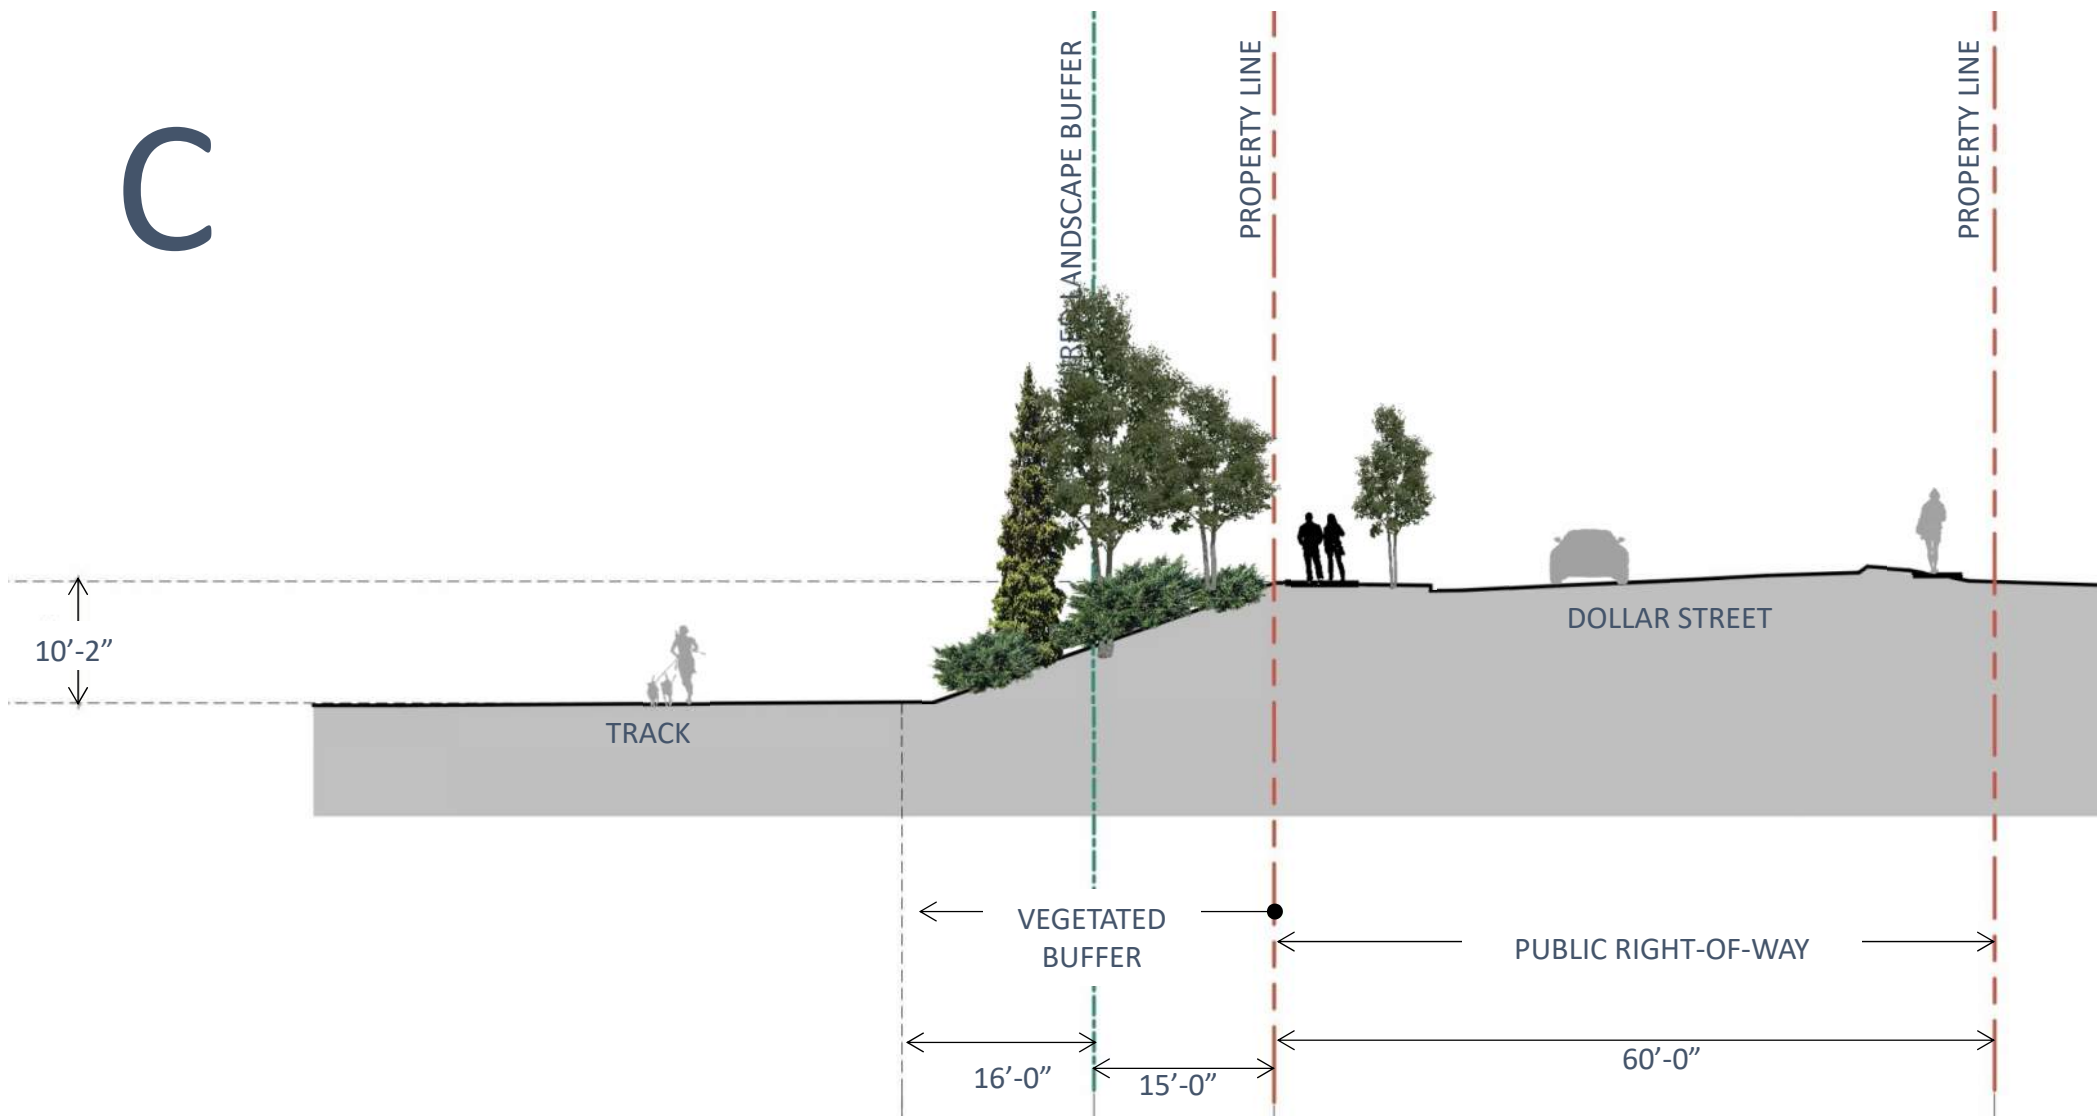 C
LANDSCAPE BUFFER
PROPERTY LINE
PROPERTY LINE
10’-2”
TRACK
DOLLAR STREET
VEGETATED
BUFFER
PUBLIC RIGHT-OF-WAY
16’-0”
15’-0”
60’-0”